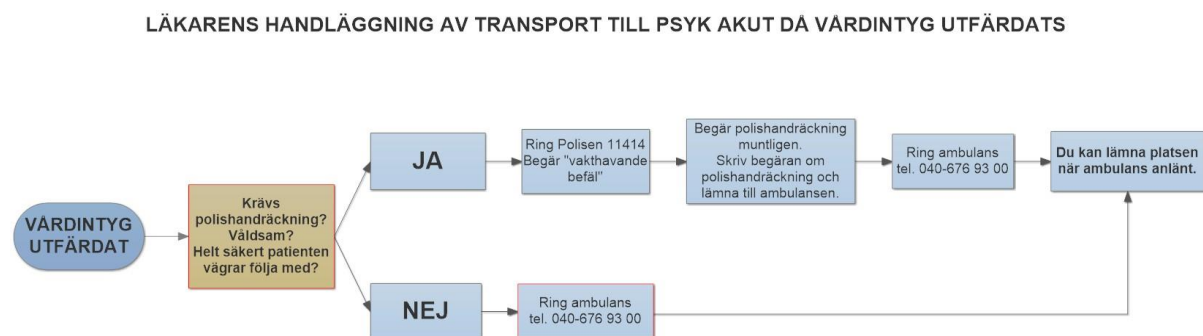 LÄKARENS HANDLÄGGNING AV TRANSPORT TILL PSYK AKUT DÅ VÅRDINTYG UTFÄRDATS
VÅRDINTYG
UTFÄRDAT
Krävs
polishandräckning?
Våldsam?
Helt säkert patienten
vägrar följa med?
JA
Ring Polisen 11414
Begär "vakthavande
befäl"
Begär polishandräckning
muntligen.
Skriv begäran om
polishandräckning och
lämna till ambulansen.
Ring ambulans
tel. 040-676 93 00
Du kan lämna platsen
när ambulans anlänt.
NEJ
Ring ambulans
tel. 040-676 93 00